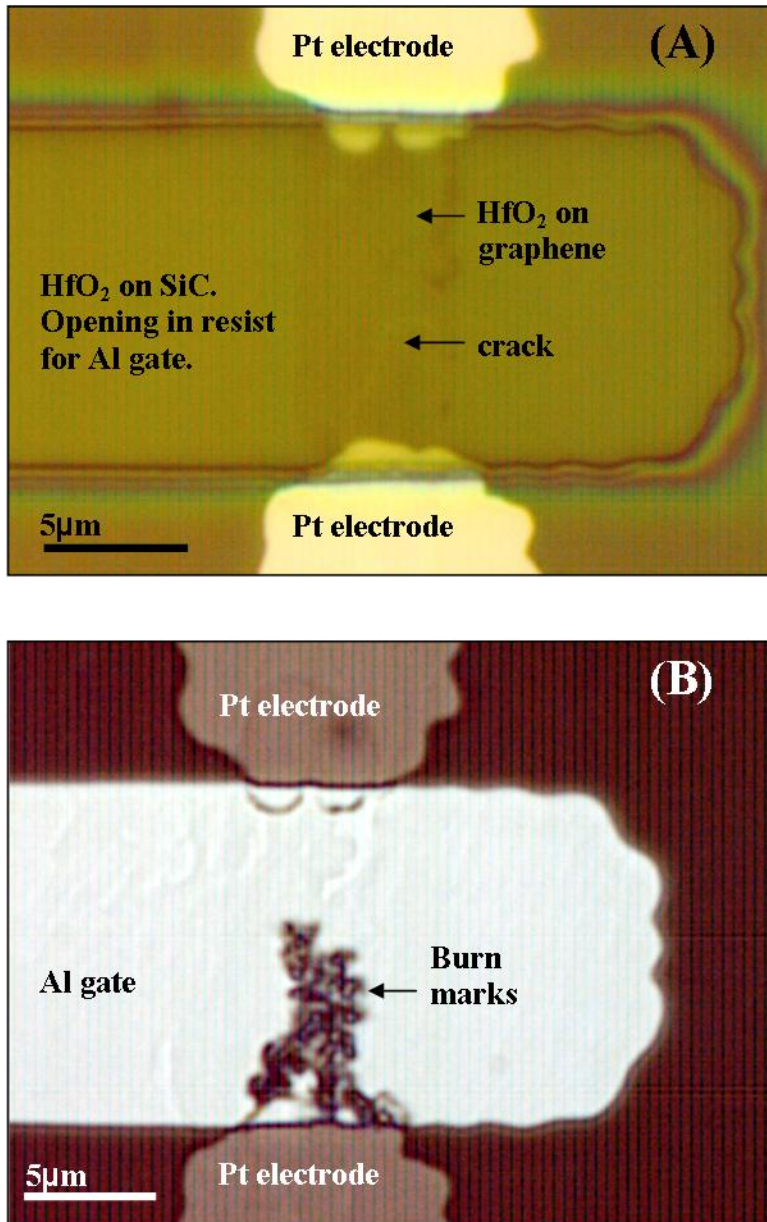 Pt electrode
(A)
HfO₂ on
graphene
HfO₂ on SiC.
Opening in resist
for Al gate.
crack
5μm
Pt electrode
(B)
Pt electrode
Al gate
Burn
marks
5μm
Pt electrode